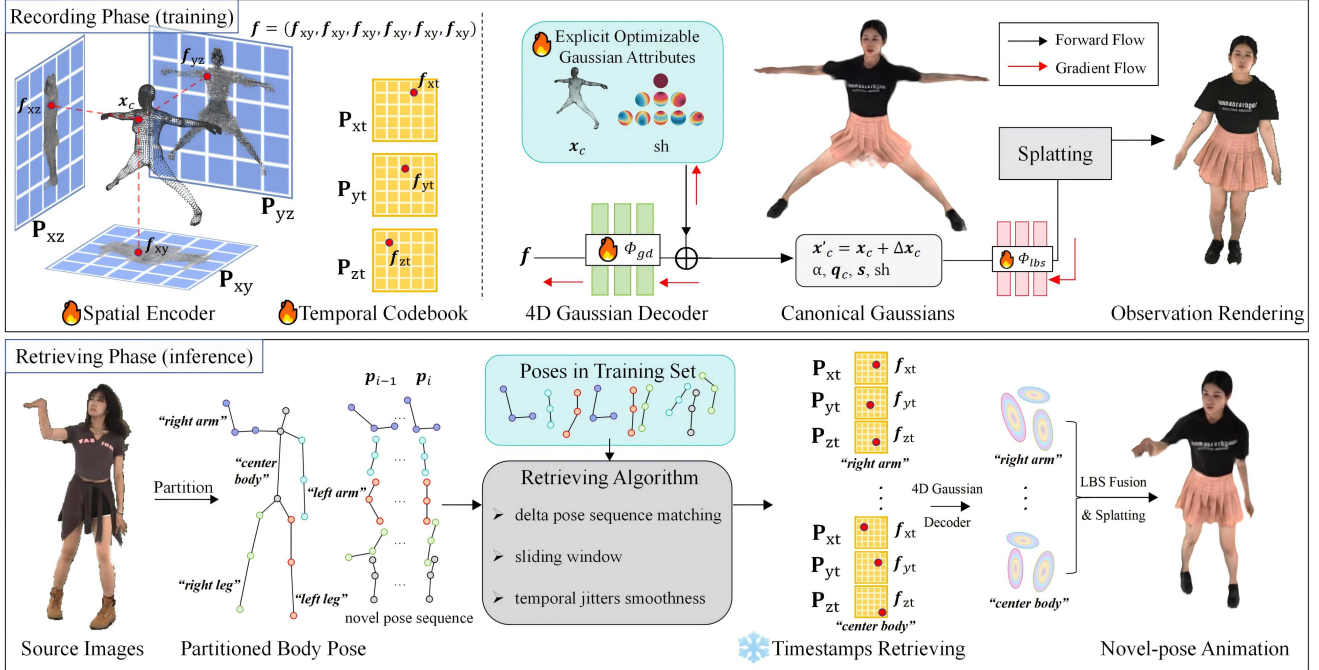 Recording Phase (training)
f = (fxy, fxy, fxy, fxy, fxy, fxy)
fyz
fxz
xc
fxy
Pxz
Pyz
Pxy
Pxt
fxt
Pyt
fyt
Pzt
fzt
Spatial Encoder
Temporal Codebook
Explicit Optimizable
Gaussian Attributes
xc
sh
f
Φgd
x'c = xc + Δxc
α, qc, s, sh
Φlbs
Splatting
Forward Flow
Gradient Flow
4D Gaussian Decoder
Canonical Gaussians
Observation Rendering
Retrieving Phase (inference)
Partition
"right arm"
"center
body"
"left arm"
"right leg"
"left leg"
pi−1
pi
...
...
...
...
...
novel pose sequence
Poses in Training Set
Retrieving Algorithm
➢ delta pose sequence matching
➢ sliding window
➢ temporal jitters smoothness
Pxt
fxt
Pyt
fyt
Pzt
fzt
"right arm"
Pxt
fxt
Pyt
fyt
Pzt
fzt
"center body"
4D Gaussian
Decoder
"right arm"
"center body"
LBS Fusion
& Splatting
Source Images
Partitioned Body Pose
Timestamps Retrieving
Novel-pose Animation